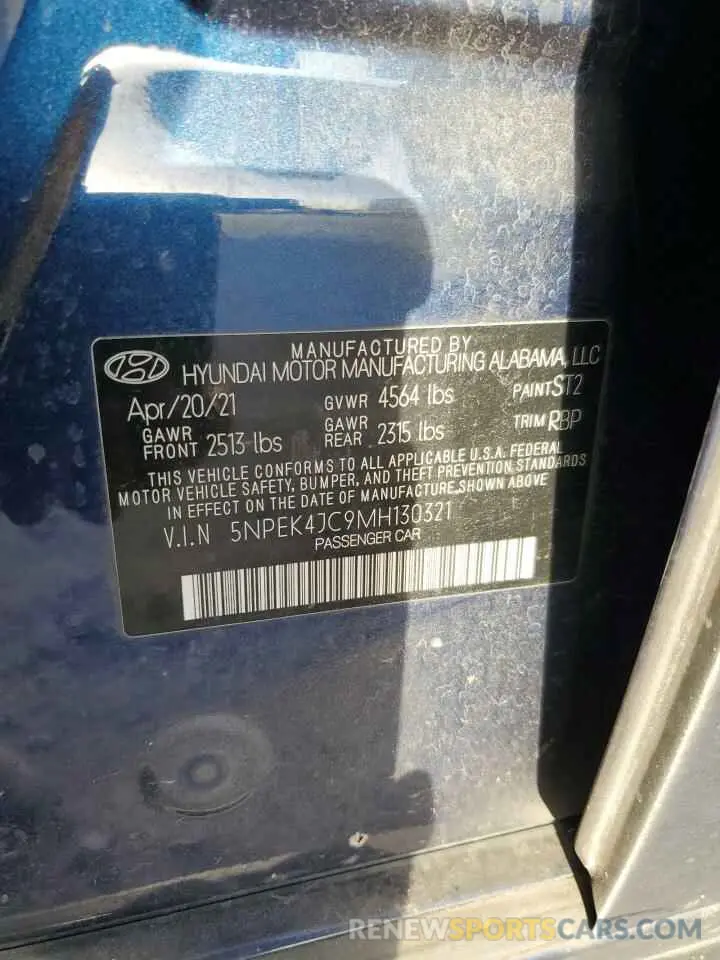 MANUFACTURED BY
HYUNDAI MOTOR MANUFACTURING ALABAMA, LLC
Apr/20/21 GVWR 4564 lbs PAINT ST2
GAWR FRONT 2513 lbs GAWR REAR 2315 lbs TRIM RBP
THIS VEHICLE CONFORMS TO ALL APPLICABLE U.S.A. FEDERAL
MOTOR VEHICLE SAFETY, BUMPER, AND THEFT PREVENTION STANDARDS
IN EFFECT ON THE DATE OF MANUFACTURE SHOWN ABOVE
V.I.N 5NPEK4JC9MH130321
PASSENGER CAR
RENEWSPORTSCARS.COM